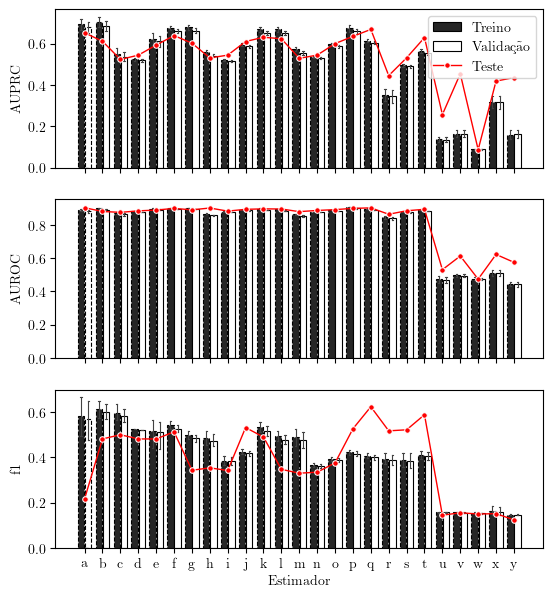 0.6
0.4
0.2
0.0
AUPRC
Treino
Validação
Teste
0.8
0.6
0.4
0.2
0.0
AUROC
0.6
0.4
0.2
0.0
f1
a b c d e f g h i j k l m n o p q r s t u v w x y
Estimador